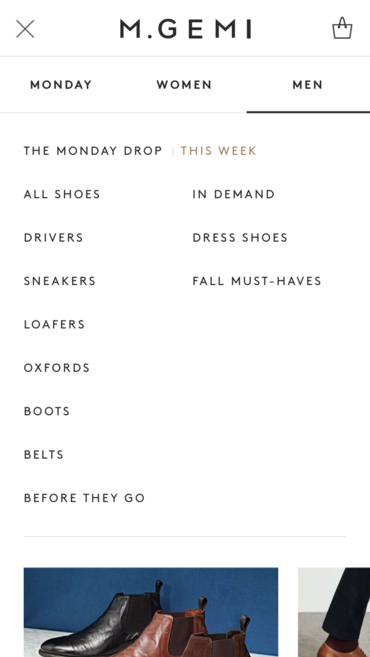 M.GEMI
MONDAY WOMEN MEN
THE MONDAY DROP | THIS WEEK
ALL SHOES
DRIVERS
SNEAKERS
LOAFERS
OXFORDS
BOOTS
BELTS
BEFORE THEY GO
IN DEMAND
DRESS SHOES
FALL MUST-HAVES